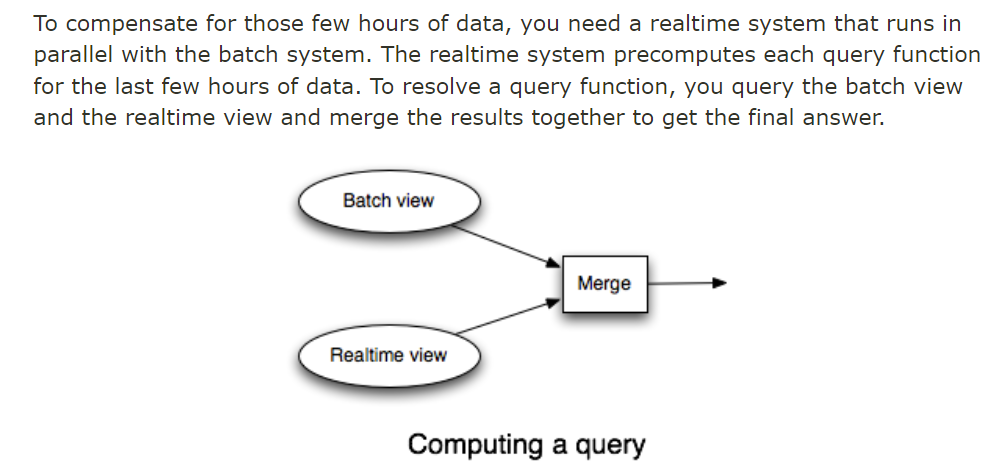 To compensate for those few hours of data, you need a realtime system that runs in
parallel with the batch system. The realtime system precomputes each query function
for the last few hours of data. To resolve a query function, you query the batch view
and the realtime view and merge the results together to get the final answer.
Batch view
Merge
Realtime view
Computing a query